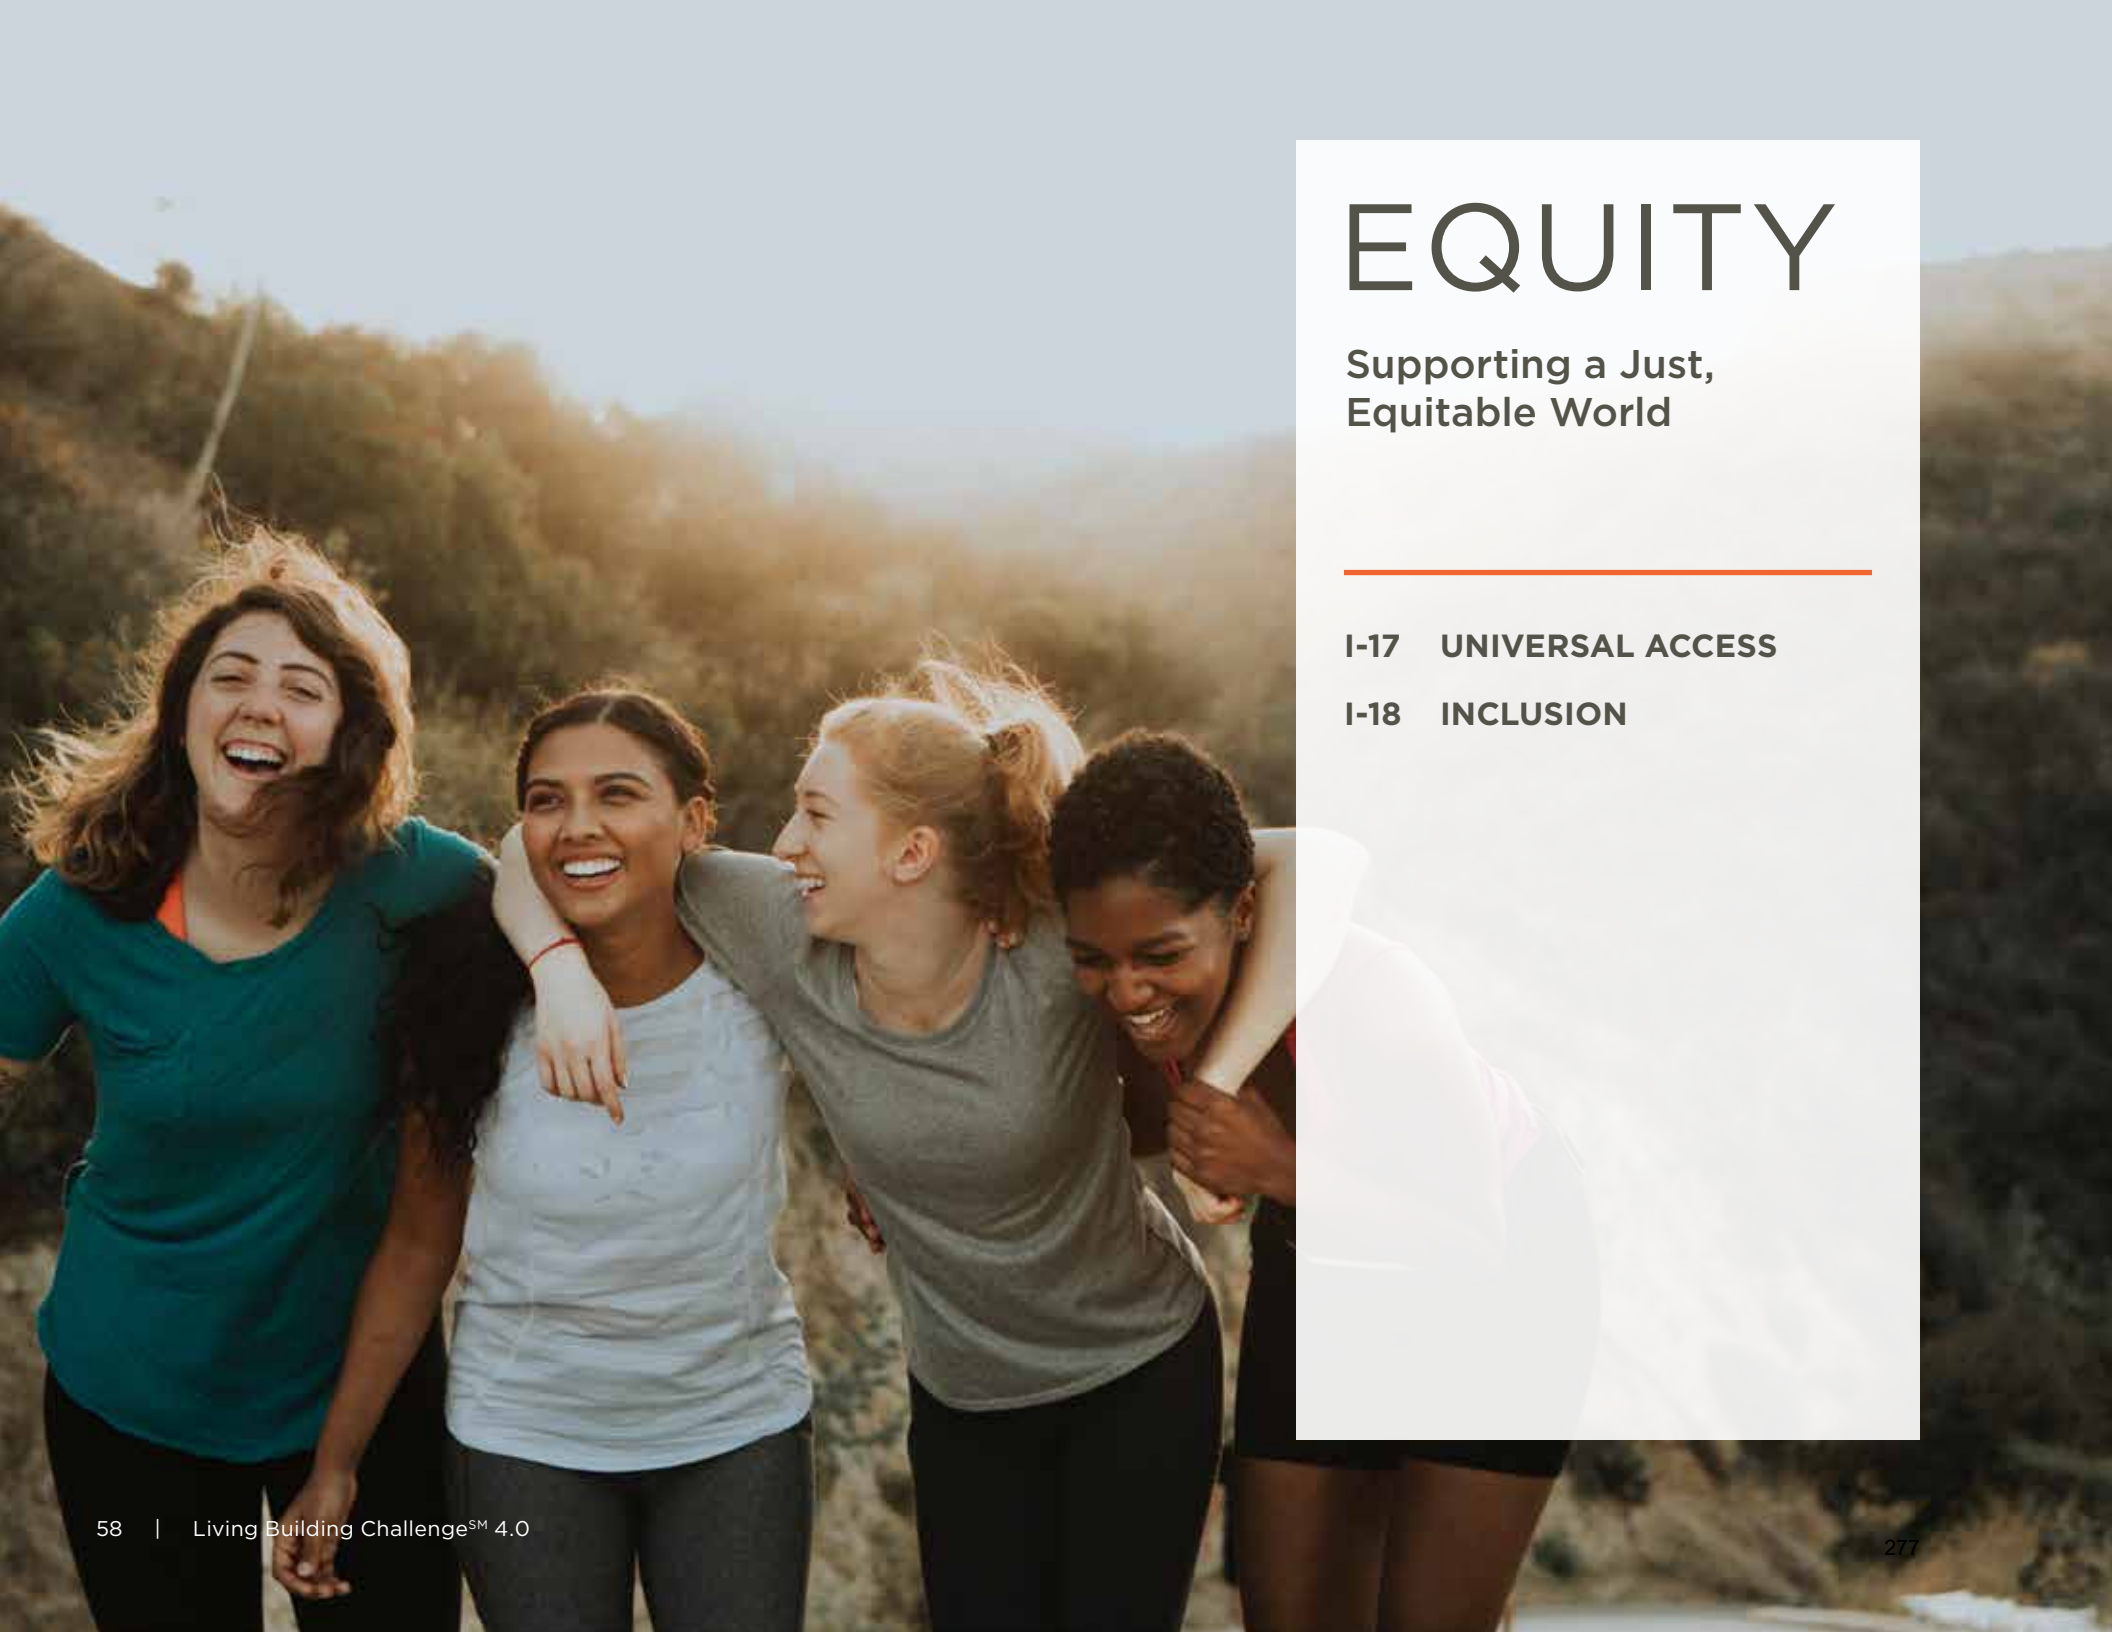 EQUITY
Supporting a Just,
Equitable World
I-17 UNIVERSAL ACCESS
I-18 INCLUSION
58 | Living Building ChallengeSM 4.0
277